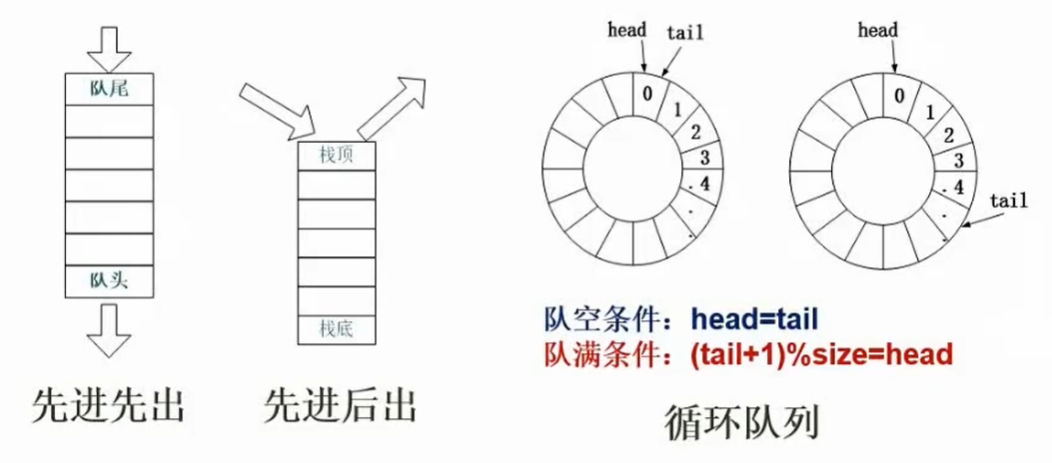 队尾
队头
先进先出
栈顶
栈底
先进后出
head
tail
0
1
2
3
. 4
.
.
head
0
1
2
3
. 4
.
.
tail
队空条件：head=tail
队满条件：(tail+1)%size=head
循环队列